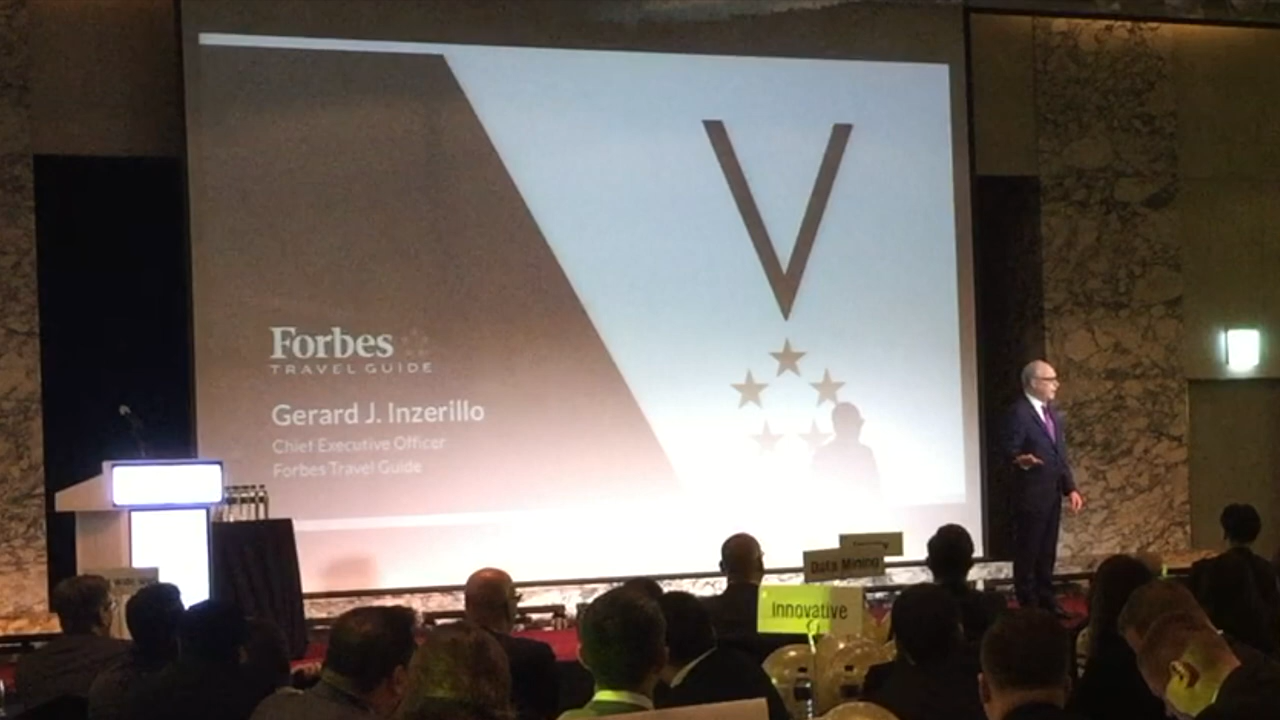 V
Forbes
TRAVEL GUIDE
Gerard J. Inzerillo
Chief Executive Officer
Forbes Travel Guide
Data Mining
Innovative